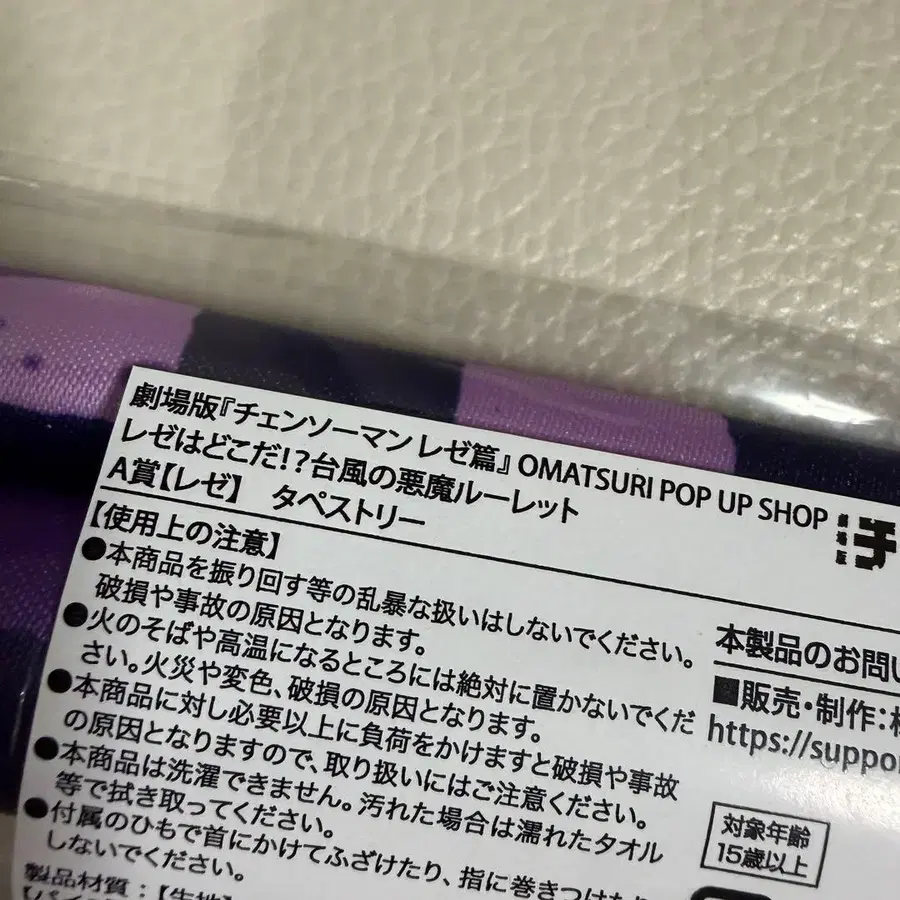 劇場版『チェンソーマン レゼ篇』 OMATSURI POP UP SHOP
レゼはどこだ!?台風の悪魔ルーレット
A賞【レゼ】 タペストリー
劇場版
チ
【使用上の注意】
●本商品を振り回す等の乱暴な扱いはしないでください。
破損や事故の原因となります。
●火のそばや高温になるところには絶対に置かないでくだ
さい。火災や変色、破損の原因となります。
●本商品に対し必要以上に負荷をかけますと破損や事故
の原因となりますので、取り扱いにはご注意ください。
●本商品は洗濯できません。汚れた場合は濡れたタオル
等で拭き取ってください。
●付属のひもで首にかけてふざけたり、指に巻きつけたり
しないでください。
製品材質:【生地】
本製品のお問い
■販売・制作:株
https://suppor
対象年齢
15歳以上